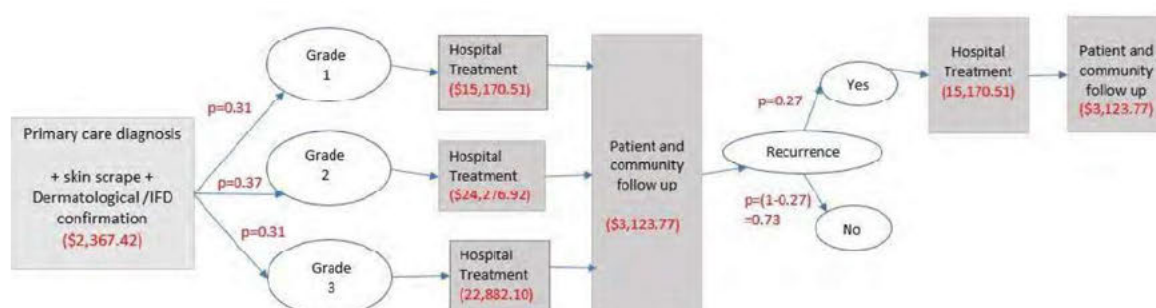 Primary care diagnosis
+ skin scrape +
Dermatological /IFD
confirmation
($2,367.42)
p=0.31
p=0.37
p=0.31
Grade
1
Grade
2
Grade
3
Hospital
Treatment
($15,170.51)
Hospital
Treatment
($24,276.92)
Hospital
Treatment
(22,882.10)
Patient and
community
follow up
($3,123.77)
Recurrence
p=0.27
p=(1-0.27)
=0.73
Yes
No
Hospital
Treatment
(15,170.51)
Patient and
community
follow up
($3,123.77)